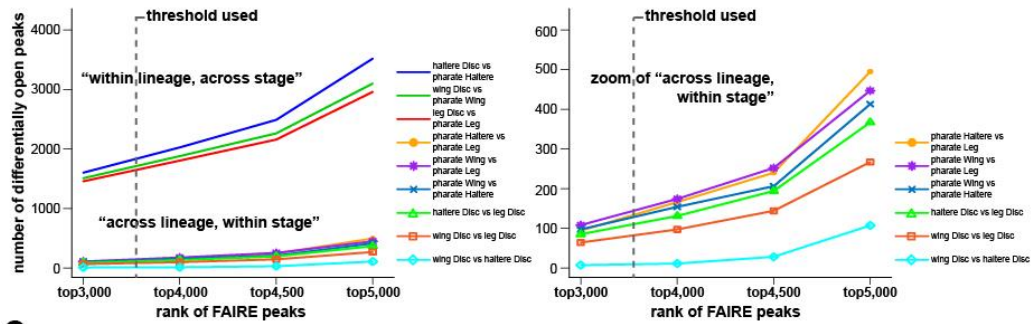 threshold used
4000
3000
2000
1000
0
number of differentially open peaks
"within lineage, across stage"
"across lineage, within stage"
top3,000 top4,000 top4,500 top5,000
rank of FAIRE peaks
haltere Disc vs
pharate Haltere
wing Disc vs
pharate Wing
leg Disc vs
pharate Leg
pharate Haltere vs
pharate Leg
pharate Wing vs
pharate Leg
pharate Wing vs
pharate Haltere
haltere Disc vs leg Disc
wing Disc vs leg Disc
wing Disc vs haltere Disc
threshold used
600
500
400
300
200
100
0
zoom of "across lineage,
within stage"
top3,000 top4,000 top4,500 top5,000
rank of FAIRE peaks
pharate Haltere vs
pharate Leg
pharate Wing vs
pharate Leg
pharate Wing vs
pharate Haltere
haltere Disc vs leg Disc
wing Disc vs leg Disc
wing Disc vs haltere Disc